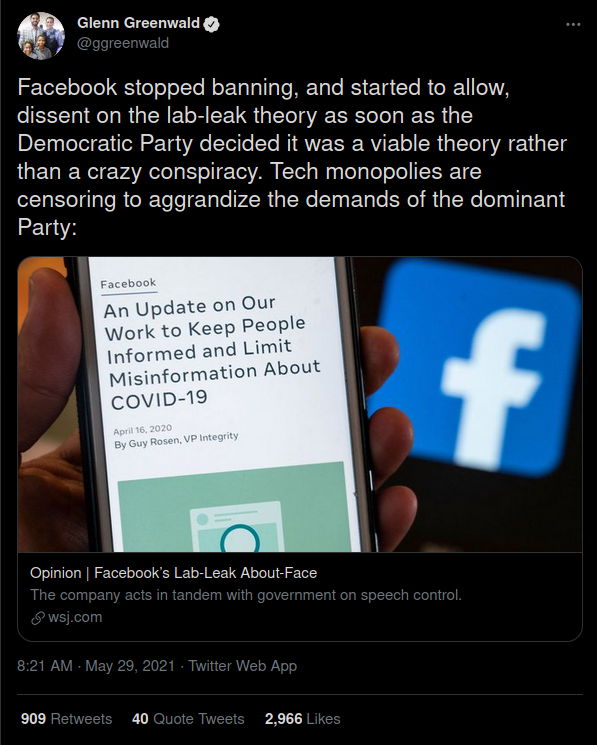 Glenn Greenwald
@ggreenwald
Facebook stopped banning, and started to allow,
dissent on the lab-leak theory as soon as the
Democratic Party decided it was a viable theory rather
than a crazy conspiracy. Tech monopolies are
censoring to aggrandize the demands of the dominant
Party:
Facebook
An Update on Our
Work to Keep People
Informed and Limit
Misinformation About
COVID-19
April 16, 2020
By Guy Rosen, VP Integrity
f
Opinion | Facebook's Lab-Leak About-Face
The company acts in tandem with government on speech control.
wsj.com
8:21 AM · May 29, 2021 · Twitter Web App
909 Retweets 40 Quote Tweets 2,966 Likes